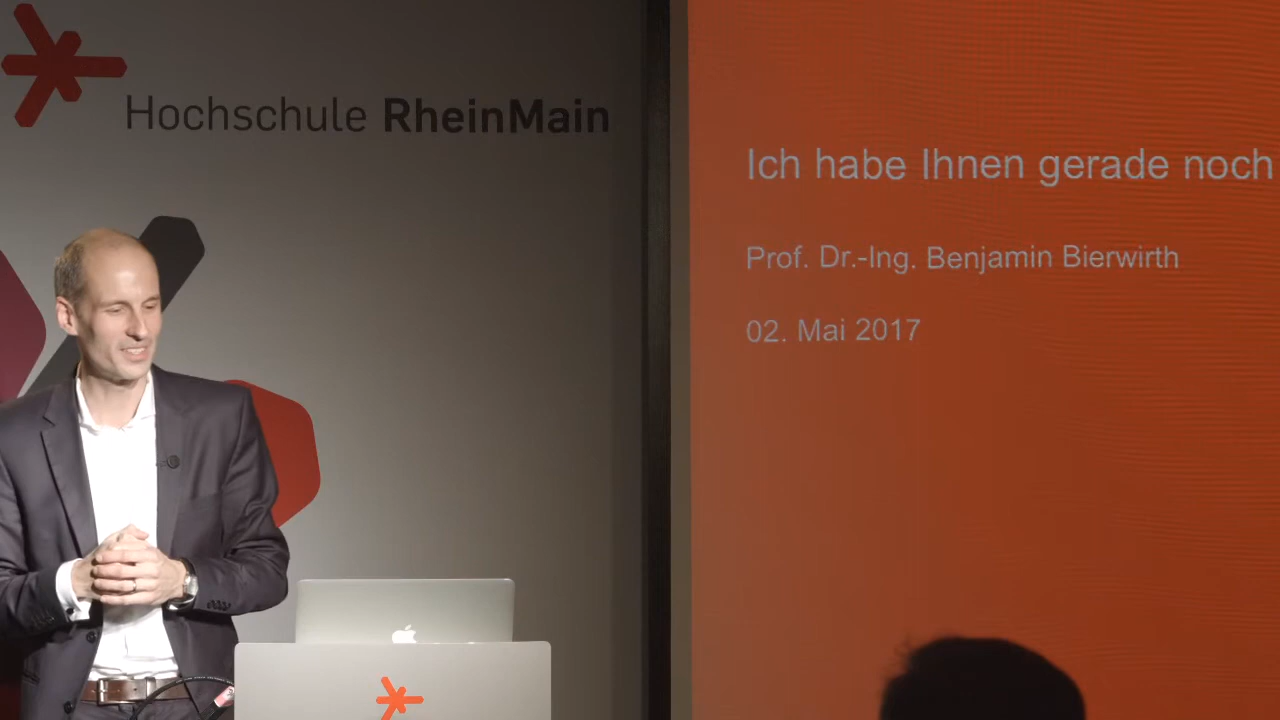 Hochschule RheinMain
Ich habe Ihnen gerade noch
Prof. Dr.-Ing. Benjamin Bierwirth
02. Mai 2017